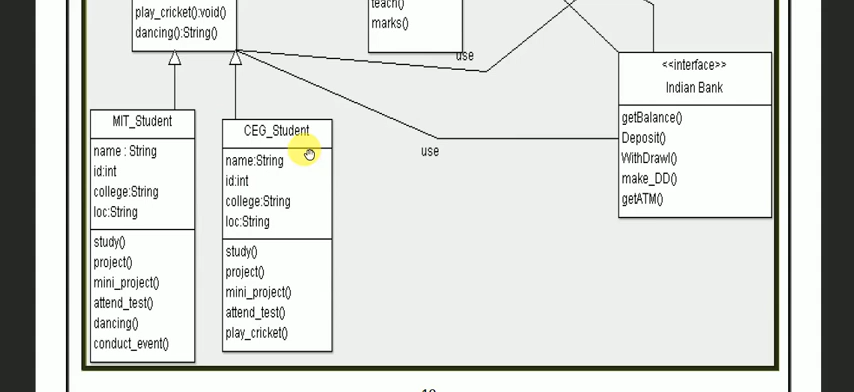 play_cricket():void()
dancing():String()
teach()
marks()
use
<<interface>>
Indian Bank
getBalance()
Deposit()
WithDrawl()
make_DD()
getATM()
use
MIT_Student
name : String
id:int
college:String
loc:String
study()
project()
mini_project()
attend_test()
dancing()
conduct_event()
CEG_Student
name:String
id:int
college:String
loc:String
study()
project()
mini_project()
attend_test()
play_cricket()